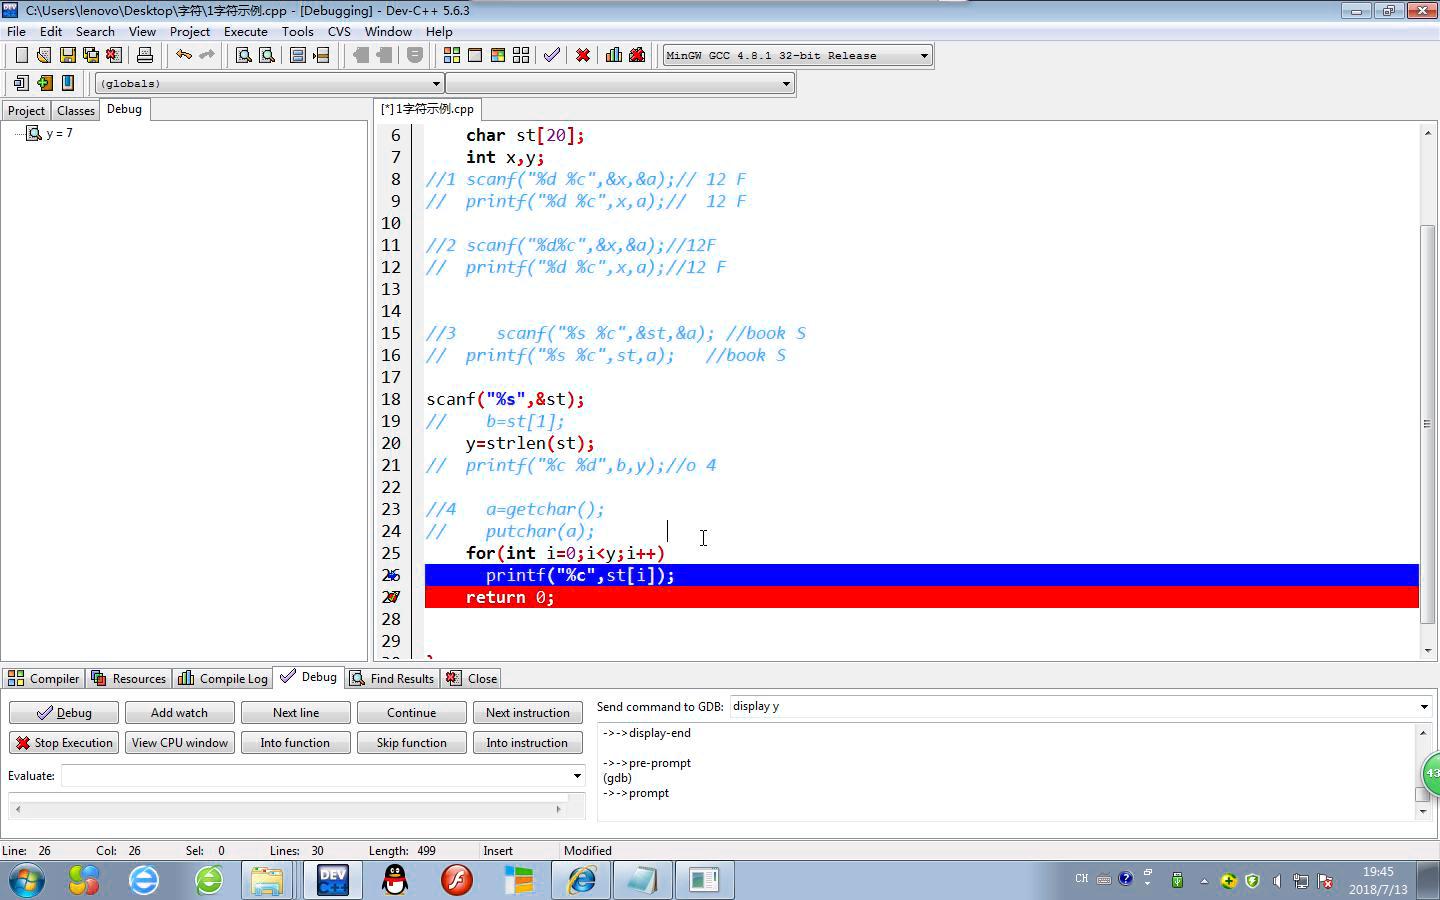 C:\Users\lenovo\Desktop\字符\1字符示例.cpp - [Debugging] - Dev-C++ 5.6.3
File Edit Search View Project Execute Tools CVS Window Help
MinGW GCC 4.8.1 32-bit Release
(globals)
Project Classes Debug
[*] 1字符示例.cpp
y = 7
6 char st[20];
7 int x,y;
8 //1 scanf("%d %c",&x,&a);// 12 F
9 // printf("%d %c",x,a);// 12 F
10
11 //2 scanf("%d%c",&x,&a);//12F
12 // printf("%d %c",x,a);//12 F
13
14
15 //3 scanf("%s %c",&st,&a); //book S
16 // printf("%s %c",st,a); //book S
17
18 scanf("%s",&st);
19 // b=st[1];
20 y=strlen(st);
21 // printf("%c %d",b,y);//o 4
22
23 //4 a=getchar();
24 // putchar(a);
25 for(int i=0;i<y;i++)
26 printf("%c",st[i]);
27 return 0;
28
29
Compiler Resources Compile Log Debug Find Results Close
Debug Add watch Next line Continue Next instruction
Stop Execution View CPU window Into function Skip function Into instruction
Evaluate:
Send command to GDB: display y
->->display-end
->->pre-prompt
(gdb)
->->prompt
43
Line: 26 Col: 26 Sel: 0 Lines: 30 Length: 499 Insert Modified
DEV C++
CH
19:45
2018/7/13